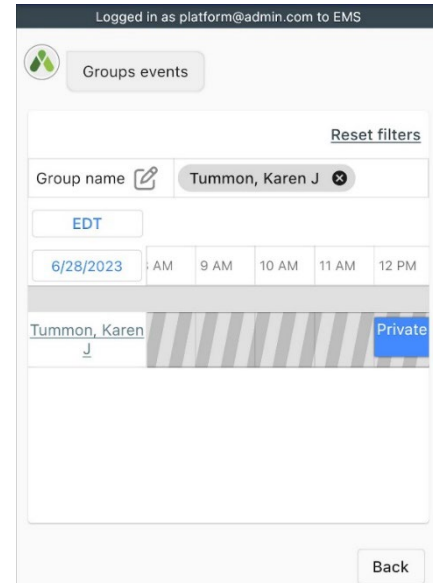 Logged in as platform@admin.com to EMS
Groups events
Reset filters
Group name Tummon, Karen J
EDT
6/28/2023 AM 9 AM 10 AM 11 AM 12 PM
Tummon, Karen Private
J
Back